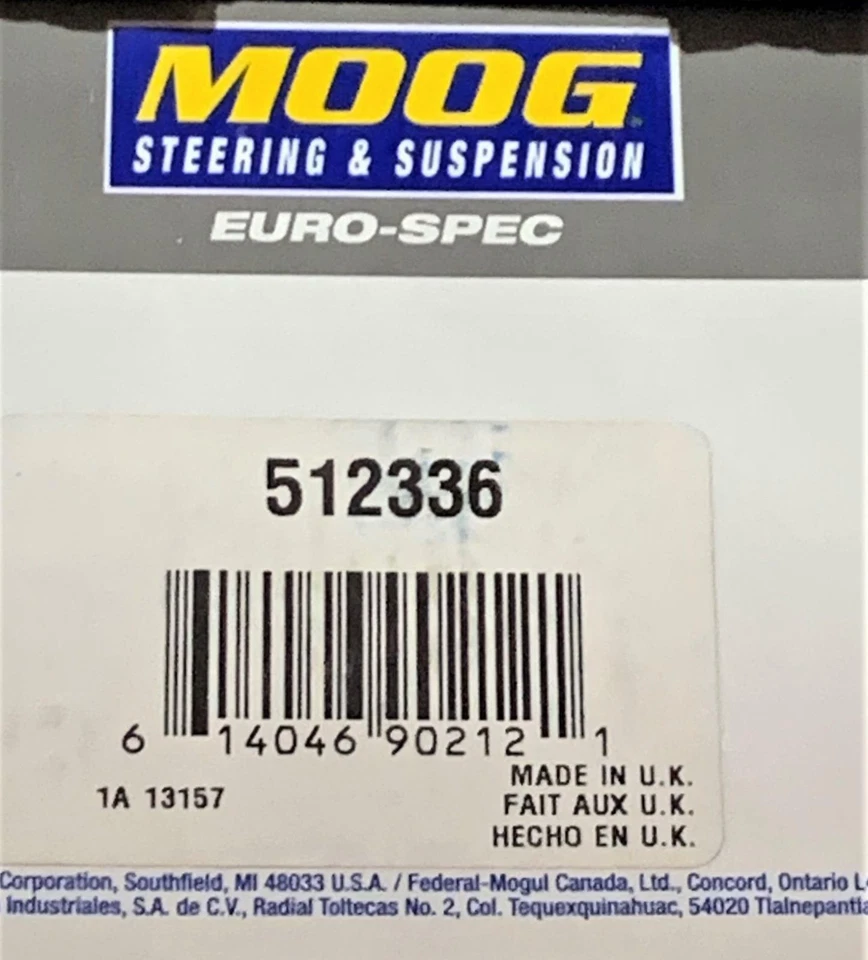 MOOG
STEERING & SUSPENSION
EURO-SPEC
512336
6 14046 90212 1
1A 13157
MADE IN U.K.
FAIT AUX U.K.
HECHO EN U.K.
Corporation, Southfield, MI 48033 U.S.A. / Federal-Mogul Canada, Ltd., Concord, Ontario
Industriales, S.A. de C.V., Radial Toltecas No. 2, Col. Tequexquinahuac, 54020 Tlalnepantla